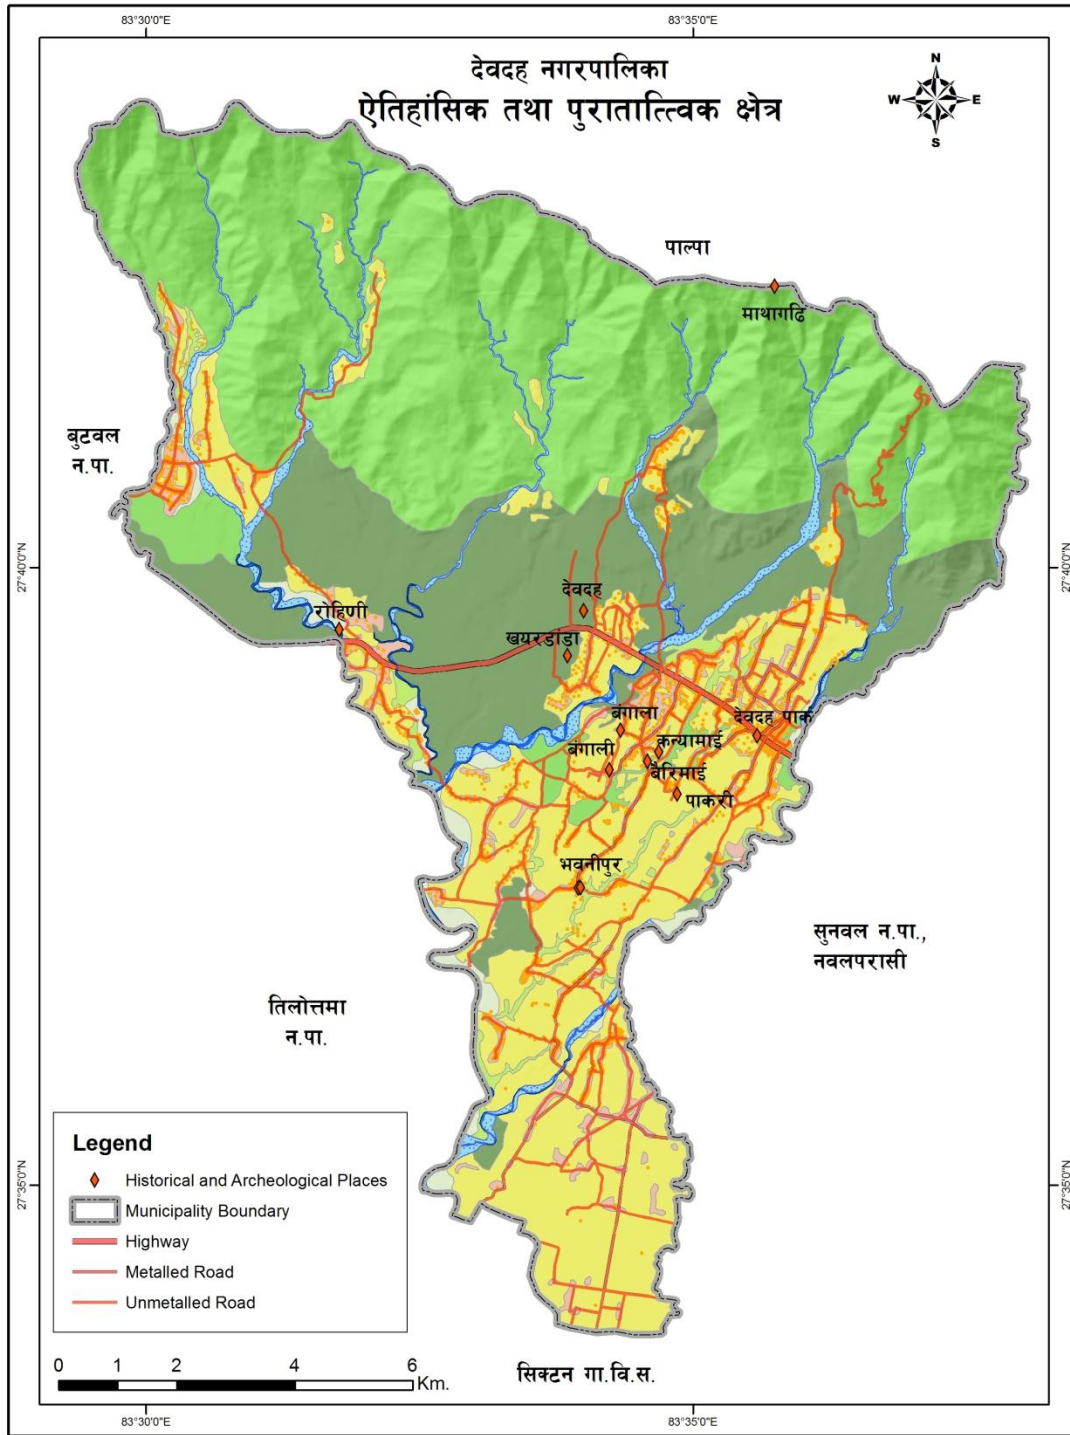 83°30'0"E
83°35'0"E
देवदह नगरपालिका
ऐतिहांसिक तथा पुरातात्त्विक क्षेत्र
N
W
E
S
पाल्पा
माथागढि
बुटवल
न.पा.
27°40'0"N
27°40'0"N
देवदह
रोहिणी
खयरडाँडा
बंगाला
देवदह पार्क
कन्यामाई
बंगाली
बैरिमाई
पाकरी
भवनीपुर
सुनवल न.पा.,
नवलपरासी
तिलोत्तमा
न.पा.
Legend
Historical and Archeological Places
Municipality Boundary
Highway
Metalled Road
Unmetalled Road
27°35'0"N
27°35'0"N
0 1 2 4 6
Km.
सिक्टन गा.वि.स.
83°30'0"E
83°35'0"E